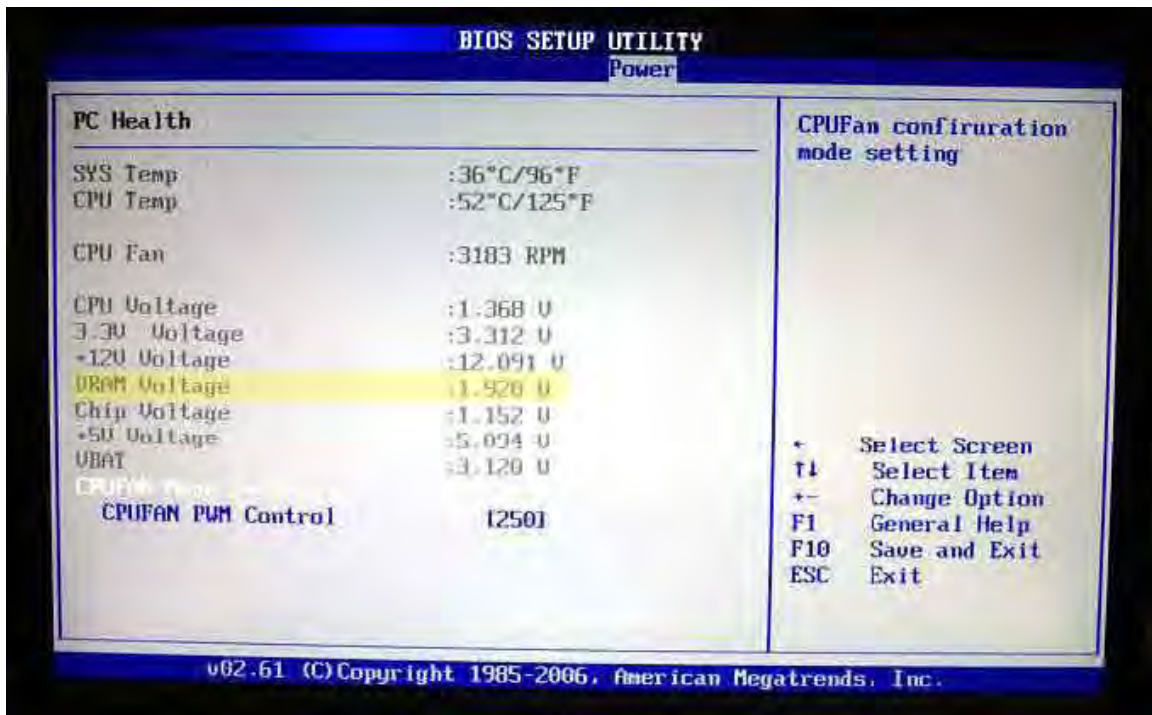 BIOS SETUP UTILITY
Power
PC Health
SYS Temp :36°C/96°F
CPU Temp :52°C/125°F
CPU Fan :3183 RPM
CPU Voltage :1.368 V
3.3V Voltage :3.312 V
+12V Voltage :12.091 V
DRAM Voltage :1.920 V
Chip Voltage :1.152 V
+5V Voltage :5.094 V
VBAT :3.120 V
CPUFAN
CPUFAN PWM Control [250]
CPUFan confiruration
mode setting
← Select Screen
↑↓ Select Item
+- Change Option
F1 General Help
F10 Save and Exit
ESC Exit
v02.61 (C)Copyright 1985-2006, American Megatrends, Inc.